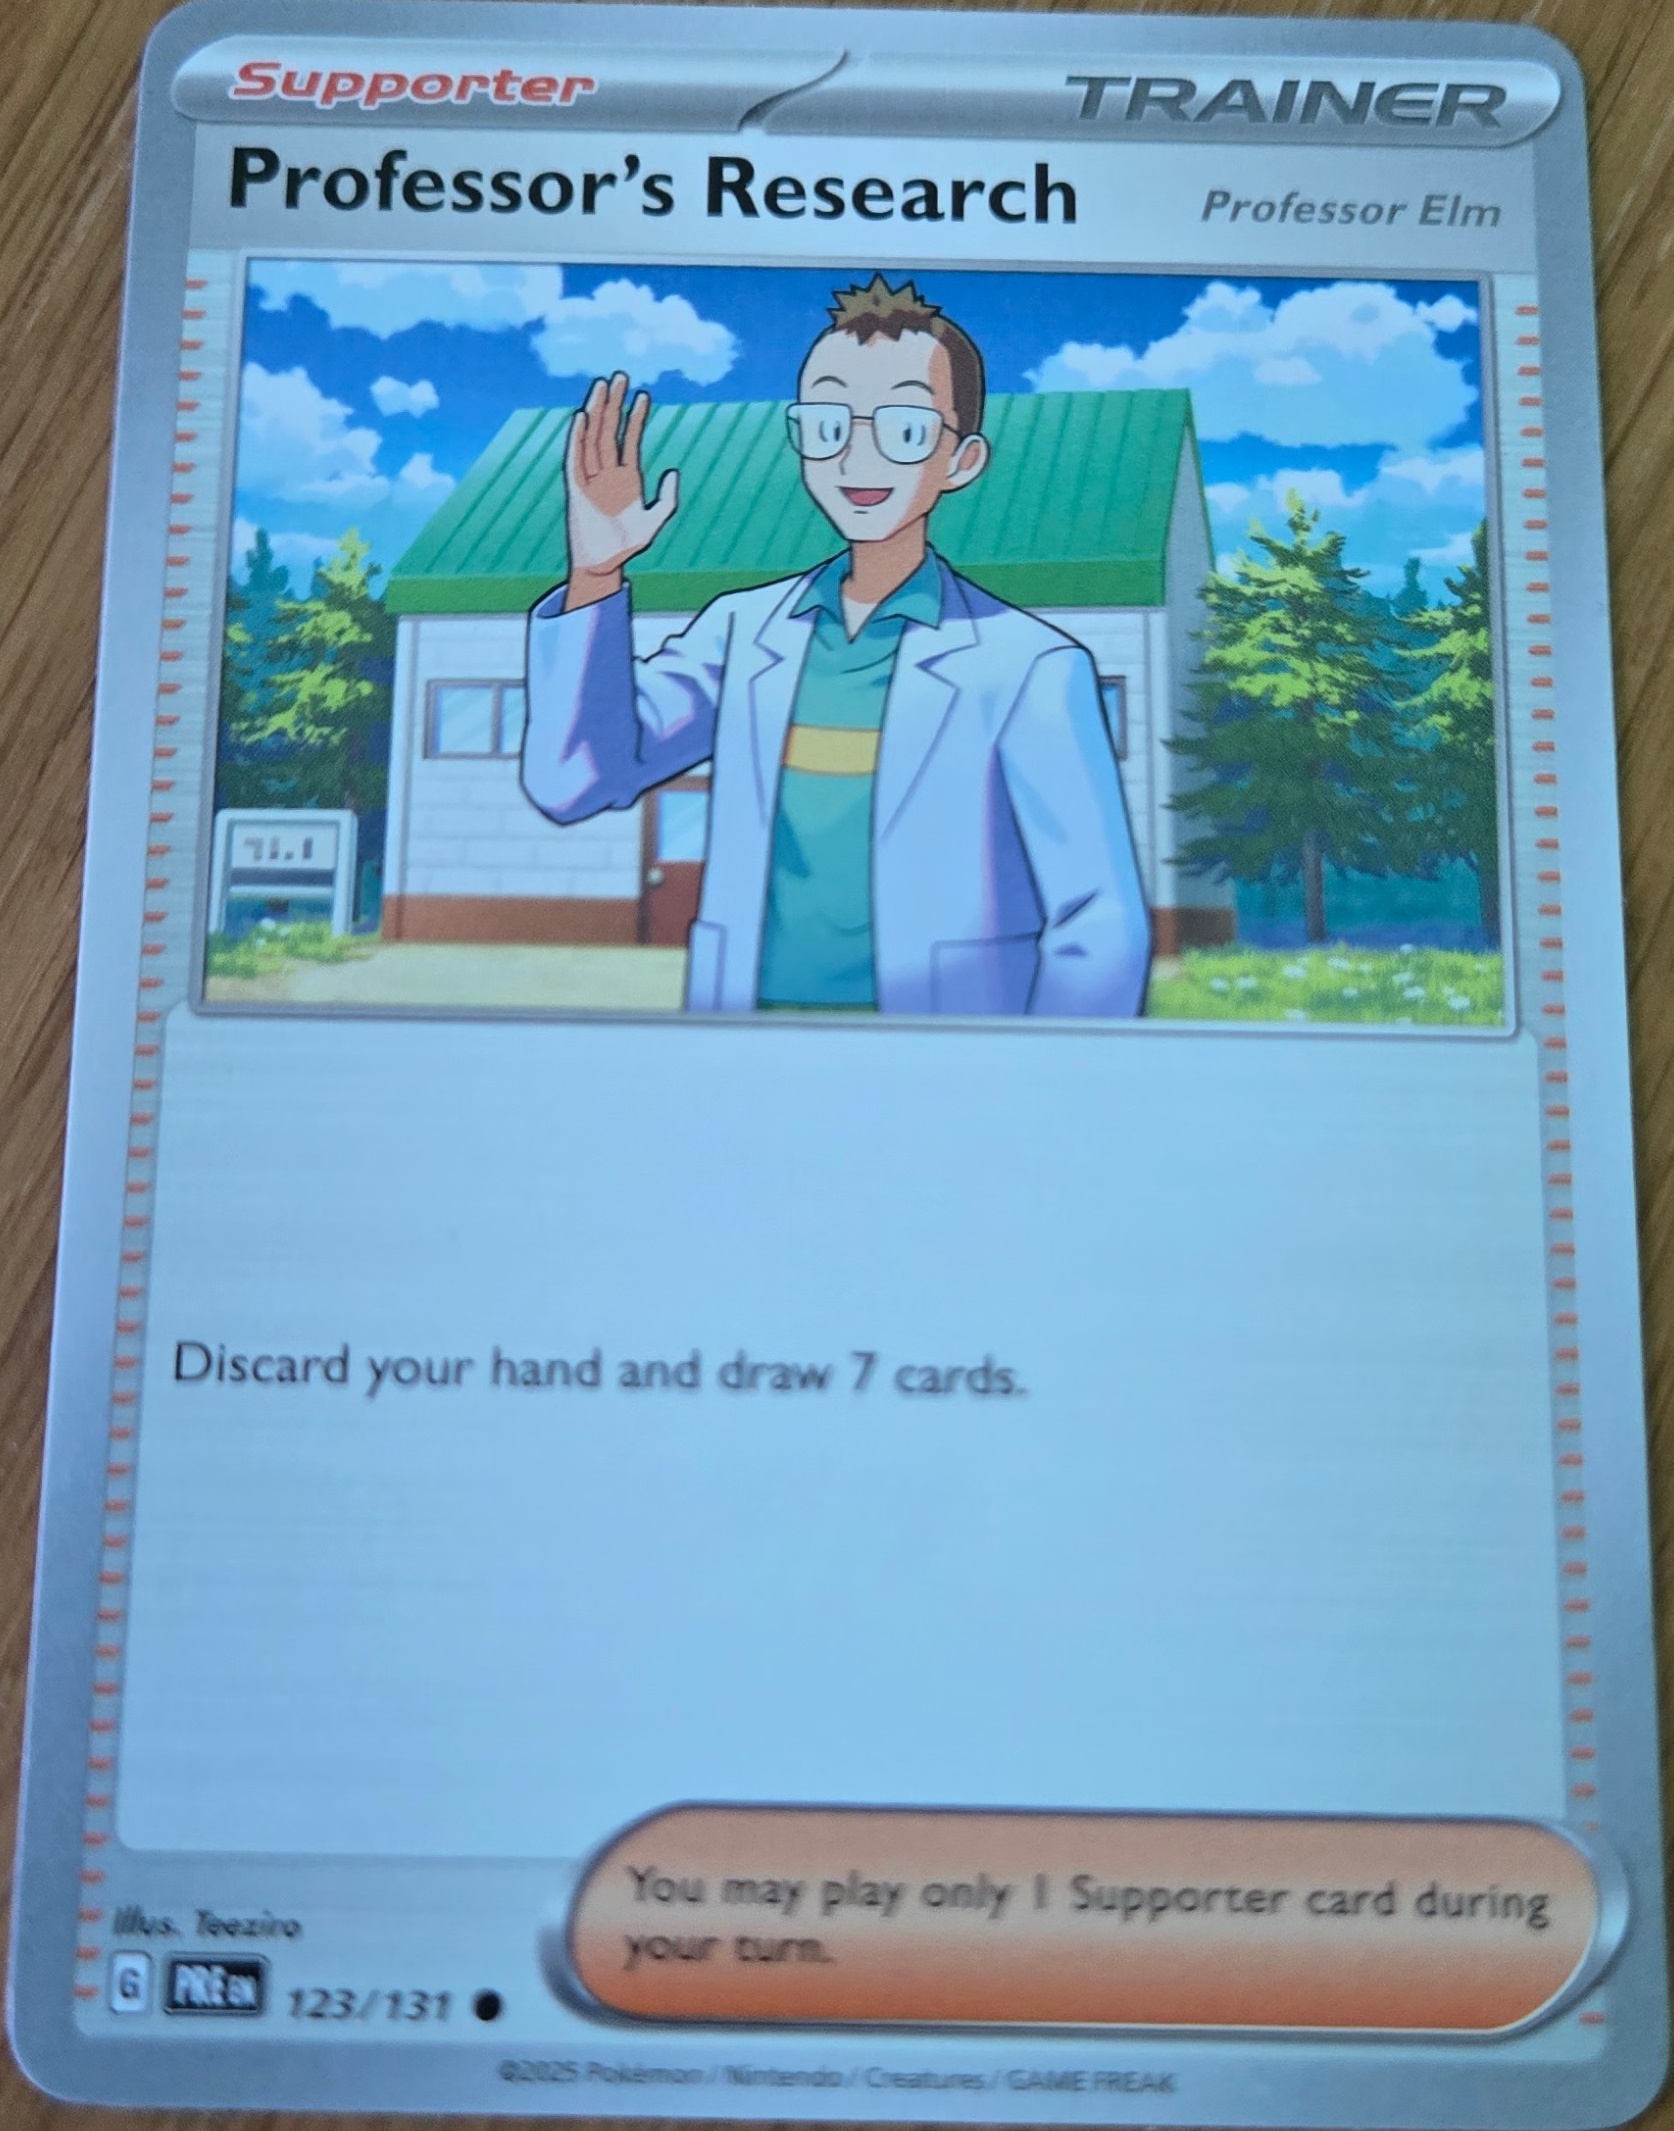 Supporter
TRAINER
Professor's Research
Professor Elm
Discard your hand and draw 7 cards.
You may play only 1 Supporter card during
your turn.
Illus. Teeziro
G PRE EN 123/131
©2025 Pokémon / Nintendo / Creatures / GAME FREAK